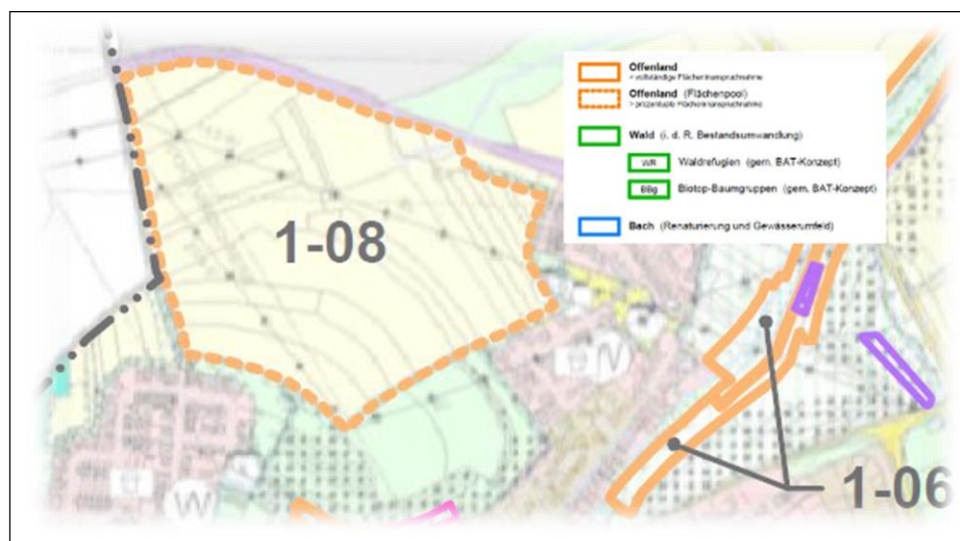 Offenland
> vollständige Flächeninanspruchnahme
Offenland (Flächenpool)
> prozentuale Flächeninanspruchnahme
Wald (i. d. R. Bestandsumwandlung)
WR Waldrefugien (gem. BAT-Konzept)
BBg Biotop-Baumgruppen (gem. BAT-Konzept)
Bach (Renaturierung und Gewässerumfeld)
1-08
W
W
1-06